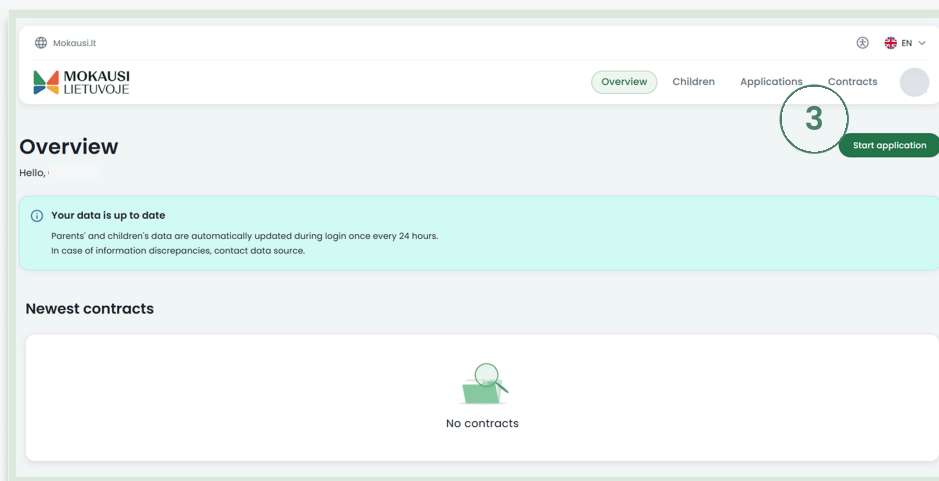 Mokausi.lt
EN
MOKAUSI
LIETUVOJE
Overview
Children
Applications
Contracts
3
Overview
Start application
Hello,
Your data is up to date
Parents' and children's data are automatically updated during login once every 24 hours.
In case of information discrepancies, contact data source.
Newest contracts
No contracts